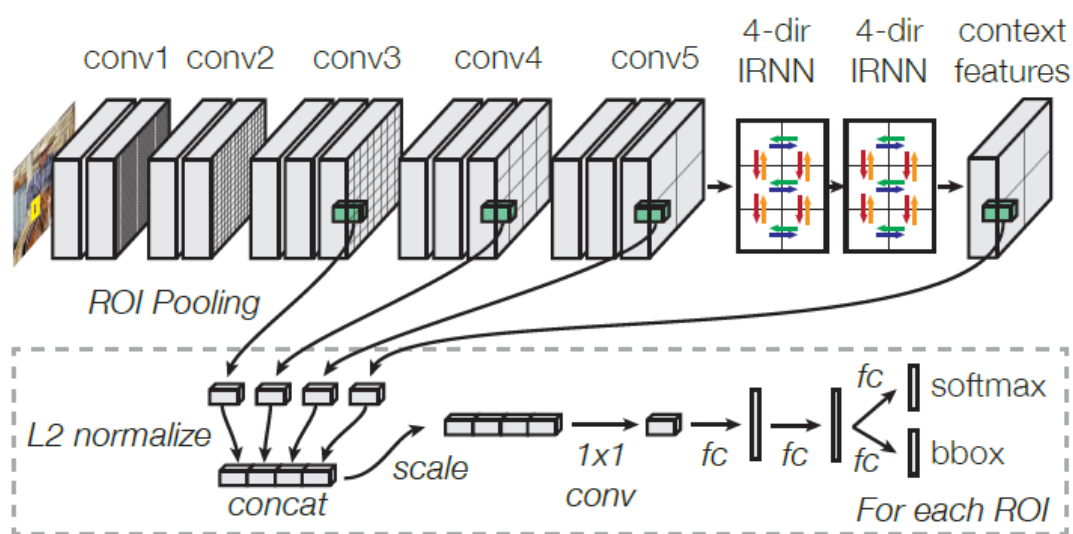 conv1
conv2
conv3
conv4
conv5
4-dir
IRNN
4-dir
IRNN
context
features
ROI Pooling
L2 normalize
concat
scale
1x1
conv
fc
fc
fc
softmax
fc
bbox
For each ROI